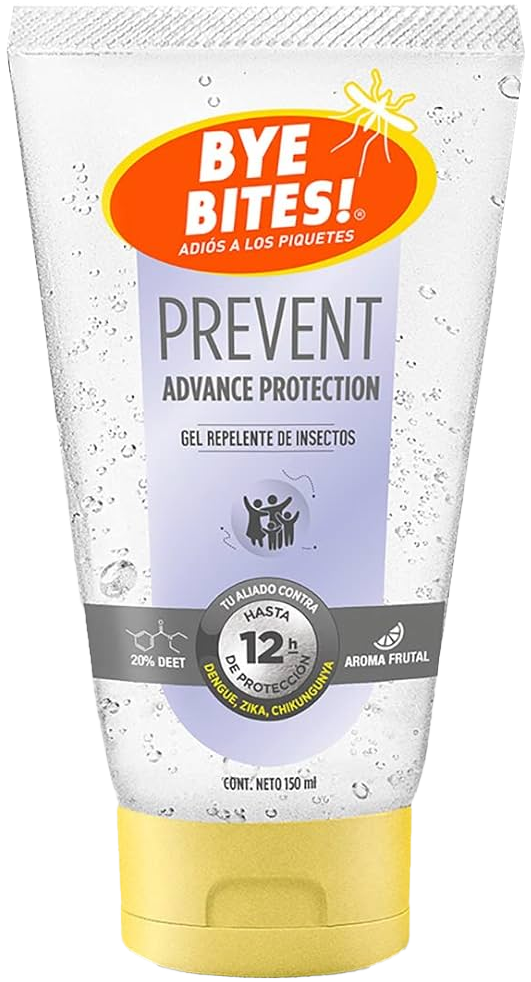 BYE
BITES!®
ADIÓS A LOS PIQUETES
PREVENT
ADVANCE PROTECTION
GEL REPELENTE DE INSECTOS
TU ALIADO CONTRA
HASTA
12h
DE PROTECCIÓN
DENGUE, ZIKA, CHIKUNGUNYA
20% DEET
AROMA FRUTAL
CONT. NETO 150 ml